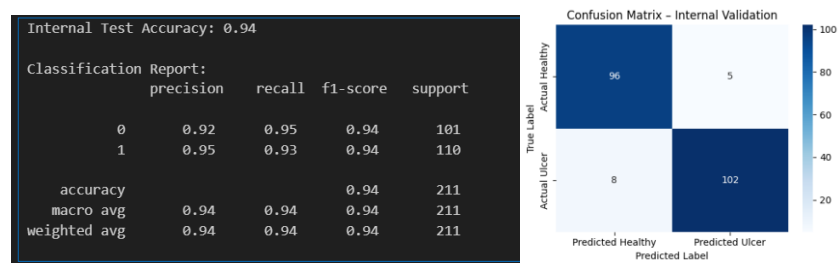 Internal Test Accuracy: 0.94
Classification Report:
precision recall f1-score support
0 0.92 0.95 0.94 101
1 0.95 0.93 0.94 110
accuracy 0.94 211
macro avg 0.94 0.94 0.94 211
weighted avg 0.94 0.94 0.94 211
Confusion Matrix – Internal Validation
True Label
Actual Healthy
Actual Ulcer
96 5
8 102
Predicted Healthy Predicted Ulcer
Predicted Label
100
80
60
40
20